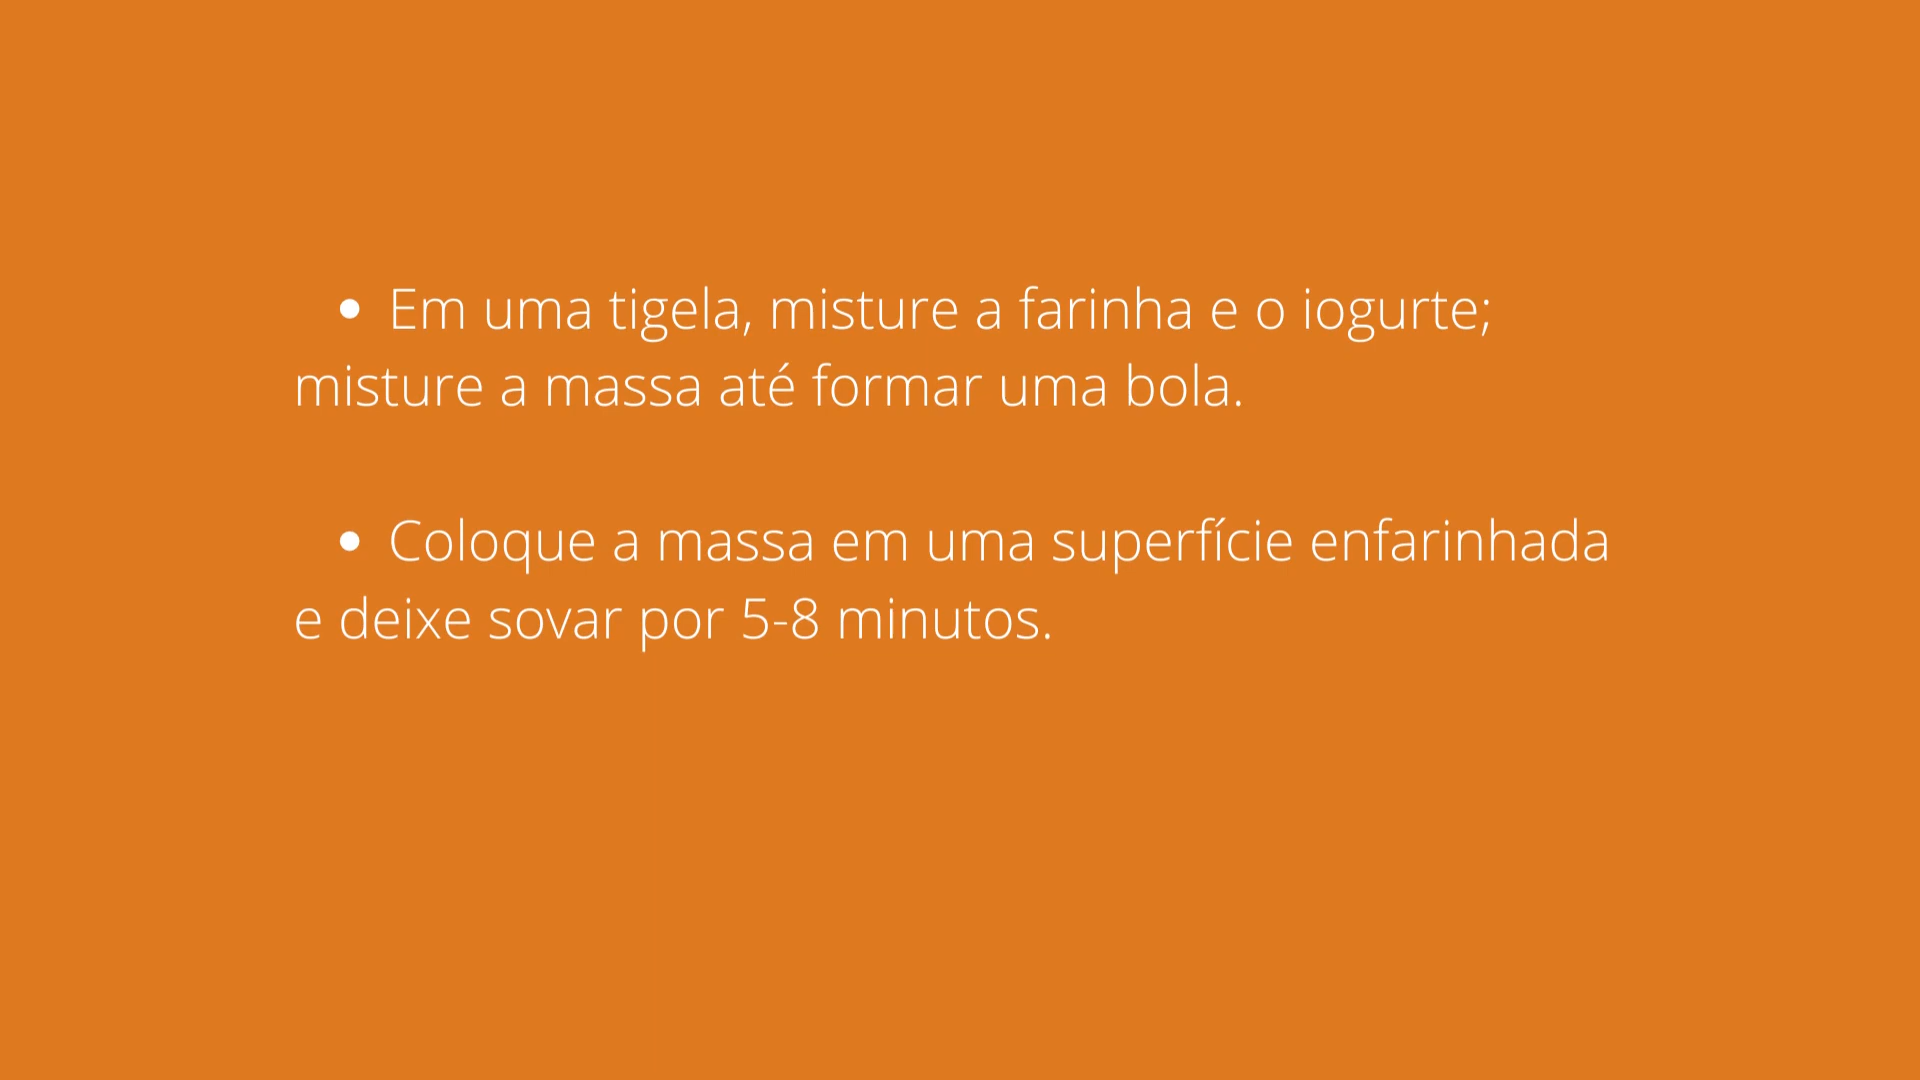 • Em uma tigela, misture a farinha e o iogurte;
misture a massa até formar uma bola.
• Coloque a massa em uma superfície enfarinhada
e deixe sovar por 5-8 minutos.